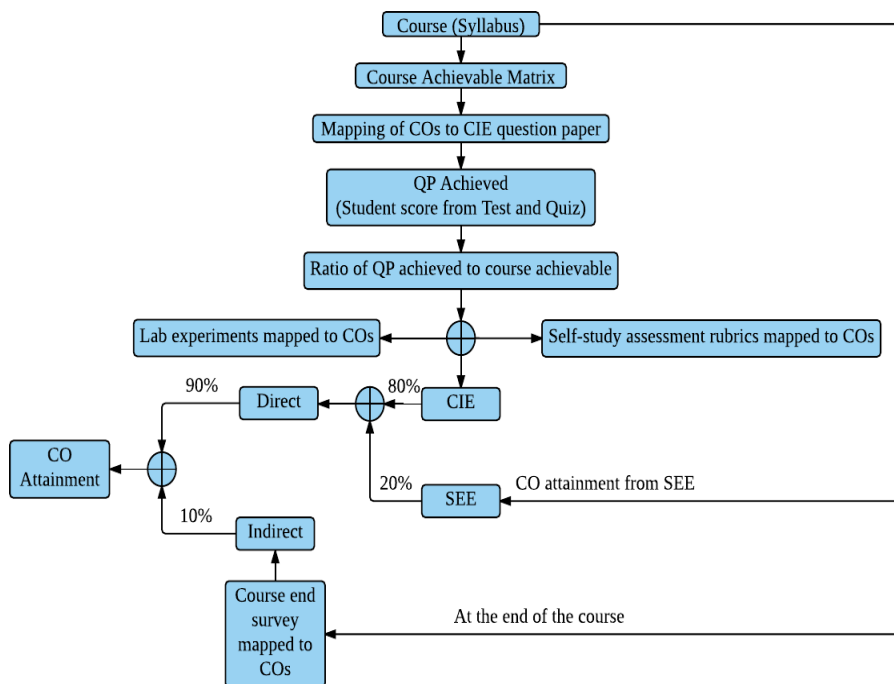 Course (Syllabus)
Course Achievable Matrix
Mapping of COs to CIE question paper
QP Achieved
(Student score from Test and Quiz)
Ratio of QP achieved to course achievable
Lab experiments mapped to COs
Self-study assessment rubrics mapped to COs
90%
Direct
80%
CIE
CO
Attainment
20%
SEE
CO attainment from SEE
10%
Indirect
Course end
survey
mapped to
COs
At the end of the course